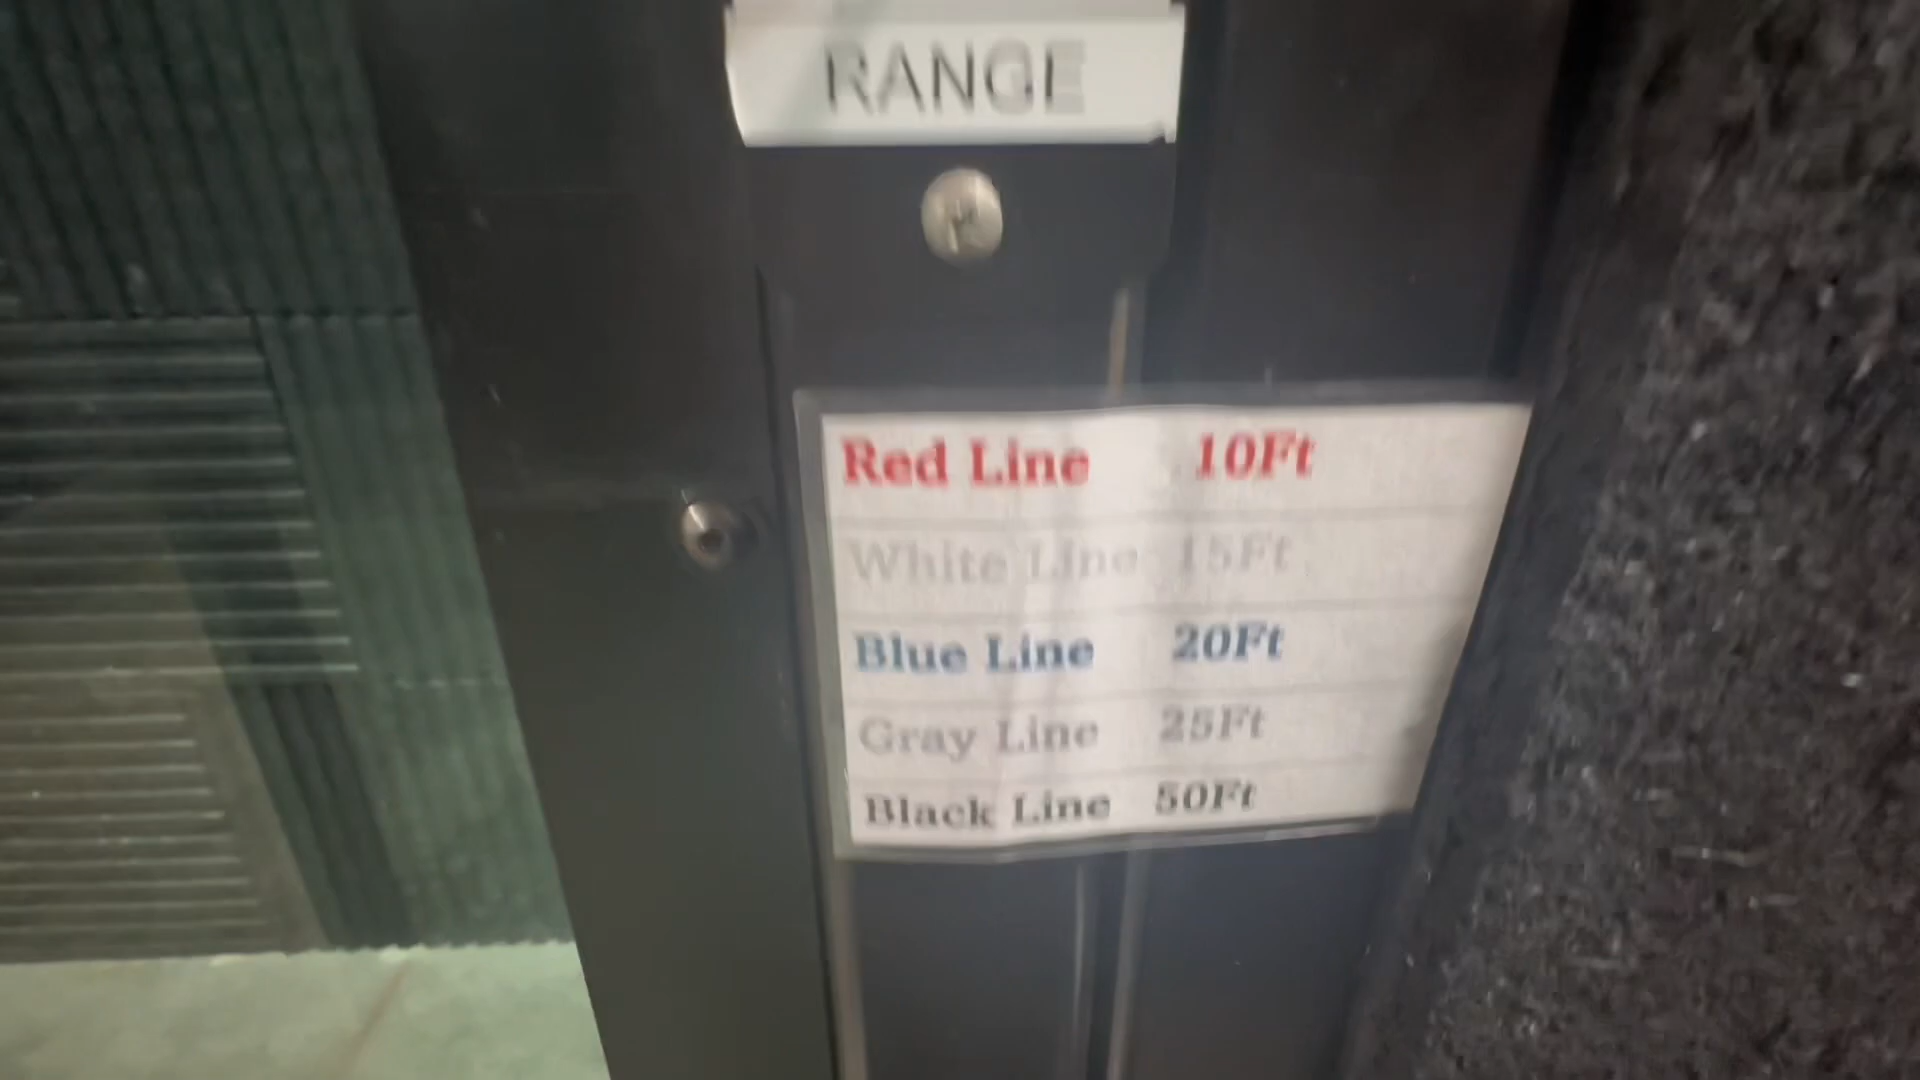 RANGE
Red Line 10Ft
White Line 15Ft
Blue Line 20Ft
Gray Line 25Ft
Black Line 50Ft